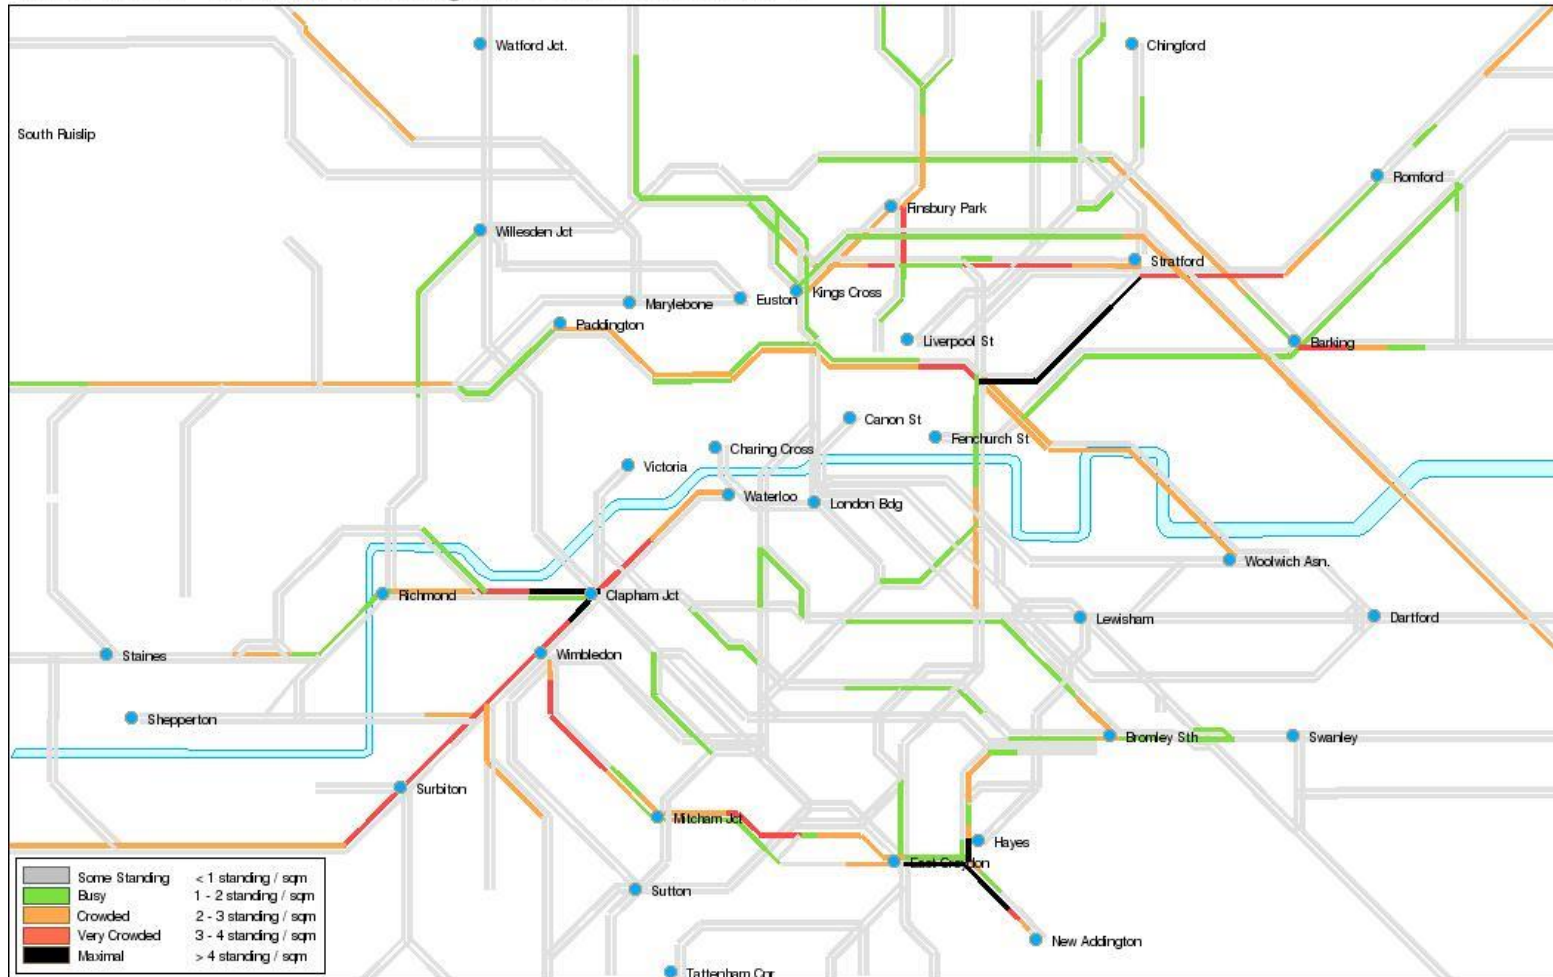 Watford Jct.
Chingford
South Ruislip
Romford
Finsbury Park
Willesden Jct
Stratford
Kings Cross
Euston
Marylebone
Paddington
Liverpool St
Barking
Canon St
Fenchurch St
Charing Cross
Victoria
Waterloo
London Bdg
Woolwich Asn.
Richmond
Clapham Jct
Lewisham
Dartford
Staines
Wimbledon
Shepperton
Bromley Sth
Swanley
Surbiton
Mitcham Jct
Hayes
East Croydon
Sutton
New Addington
Tattenham Cnr
Some Standing < 1 standing / sqm
Busy 1 - 2 standing / sqm
Crowded 2 - 3 standing / sqm
Very Crowded 3 - 4 standing / sqm
Maximal > 4 standing / sqm